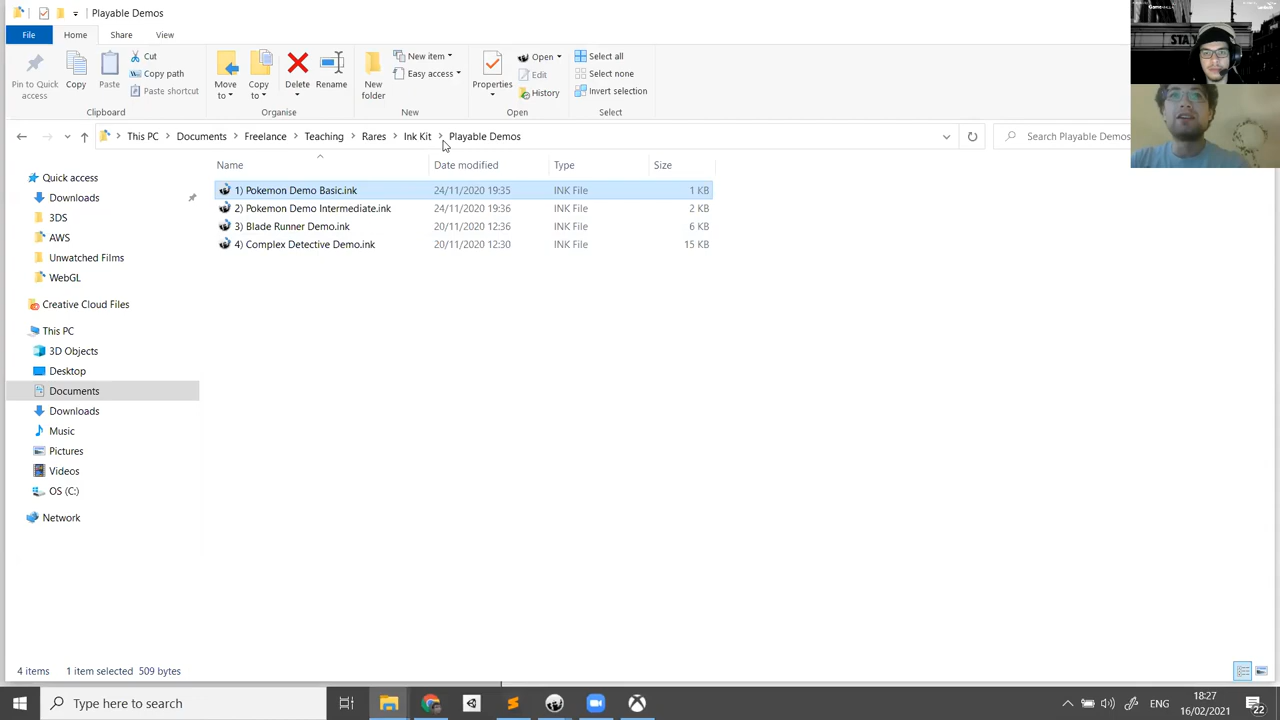 Playable Demos
File
Home
Share
View
Pin to Quick access
Copy
Paste
Cut
Copy path
Paste shortcut
Clipboard
Move to
Copy to
Delete
Rename
Organise
New folder
New item
Easy access
New
Properties
Open
Edit
History
Open
Select all
Select none
Invert selection
Select
This PC
Documents
Freelance
Teaching
Rares
Ink Kit
Playable Demos
Search Playable Demos
Name Date modified Type Size
1) Pokemon Demo Basic.ink 24/11/2020 19:35 INK File 1 KB
2) Pokemon Demo Intermediate.ink 24/11/2020 19:36 INK File 2 KB
3) Blade Runner Demo.ink 20/11/2020 12:36 INK File 6 KB
4) Complex Detective Demo.ink 20/11/2020 12:30 INK File 15 KB
Quick access
Downloads
3DS
AWS
Unwatched Films
WebGL
Creative Cloud Files
This PC
3D Objects
Desktop
Documents
Downloads
Music
Pictures
Videos
OS (C:)
Network
4 items 1 item selected 509 bytes
Type here to search
ENG
18:27
16/02/2021
22